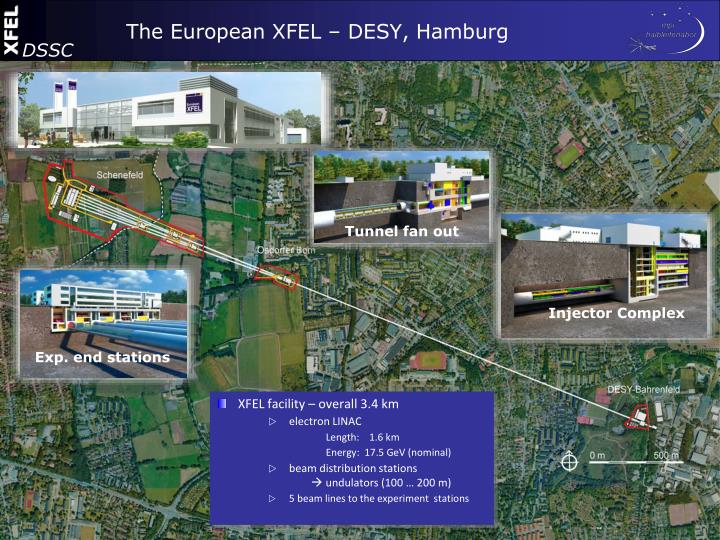 XFEL
DSSC
The European XFEL – DESY, Hamburg
mpi
halbleiterlabor
European
XFEL
Schenefeld
Tunnel fan out
Osdorfer Born
Injector Complex
Exp. end stations
DESY-Bahrenfeld
XFEL facility – overall 3.4 km
electron LINAC
Length: 1.6 km
Energy: 17.5 GeV (nominal)
beam distribution stations
→ undulators (100 … 200 m)
5 beam lines to the experiment stations
0 m 500 m